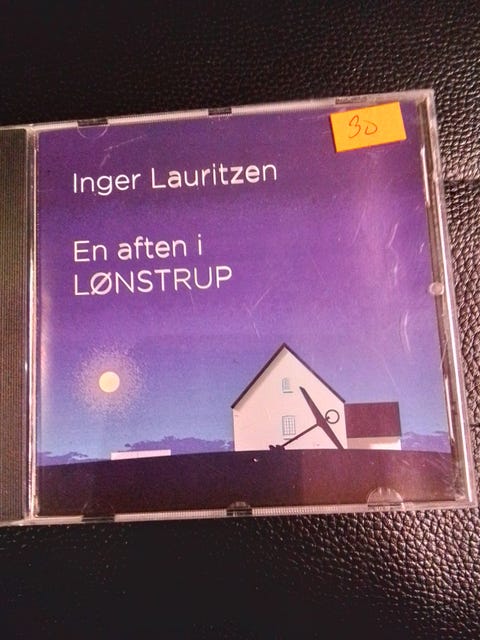 30
Inger Lauritzen
En aften i
LØNSTRUP